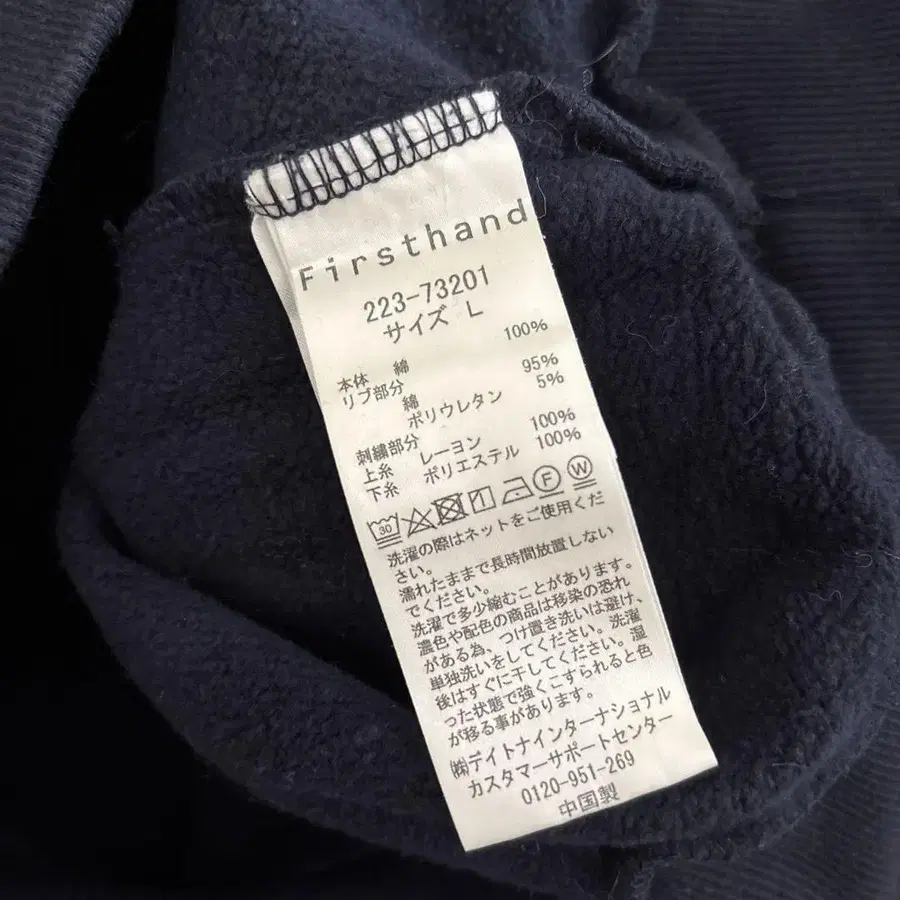 Firsthand
223-73201
サイズ L
本体 綿 100%
リブ部分
綿 95%
ポリウレタン 5%
刺繍部分
上糸 レーヨン 100%
下糸 ポリエステル 100%
30 F W
洗濯の際はネットをご使用くだ
さい。
濡れたままで長時間放置しない
でください。
洗濯で多少縮むことがあります。
濃色や配色の商品は移染の恐れ
がある為、つけ置き洗いは避け、
単独洗いをしてください。洗濯
後はすぐに干してください。湿
った状態で強くこすられると色
が移る事があります。
㈱デイトナインターナショナル
カスタマーサポートセンター
0120-951-269
中国製